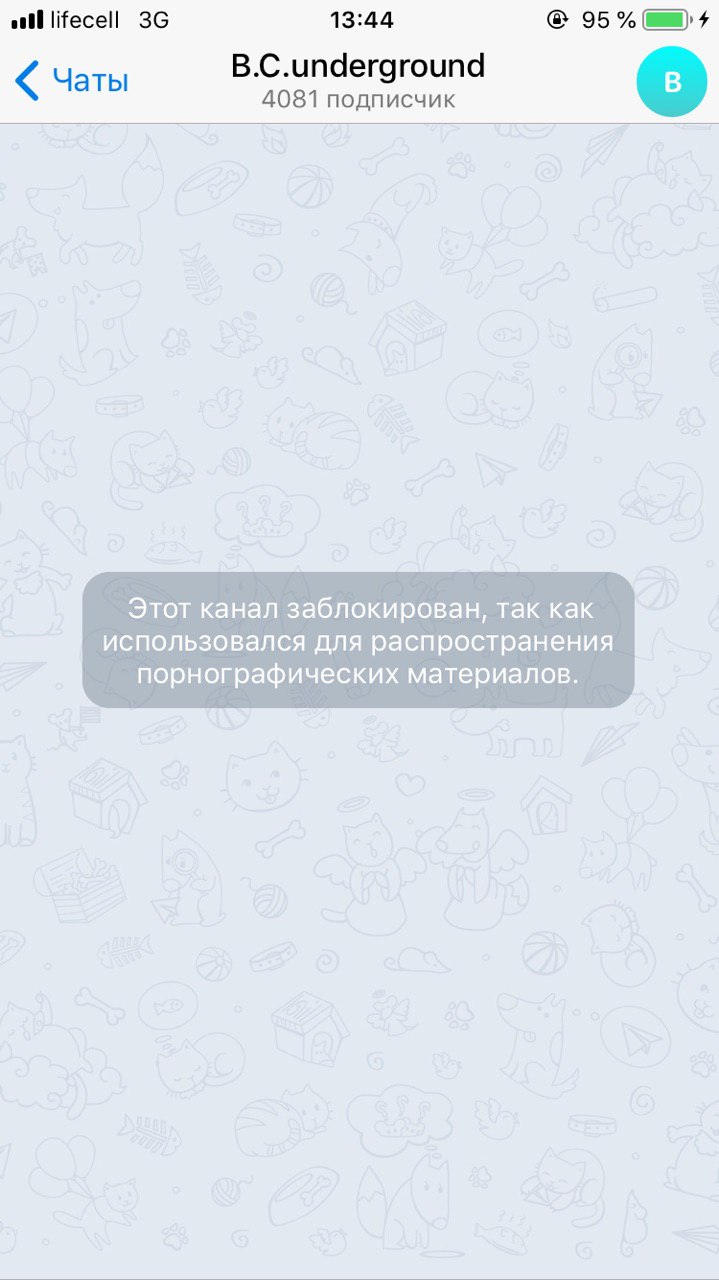 lifecell 3G 13:44 95 %
Чаты B.C.underground B
4081 подписчик
Этот канал заблокирован, так как
использовался для распространения
порнографических материалов.